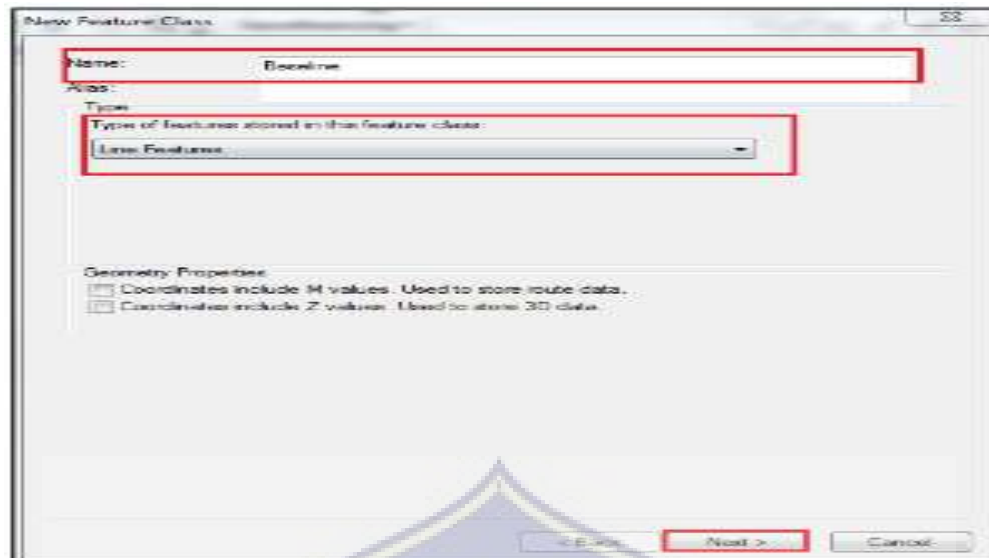 New Feature Class
Name: Baseline
Alias:
Type
Type of features stored in this feature class
Line Features
Geometry Properties
Coordinates include M values. Used to store route data.
Coordinates include Z values. Used to store 3D data.
< Back Next > Cancel